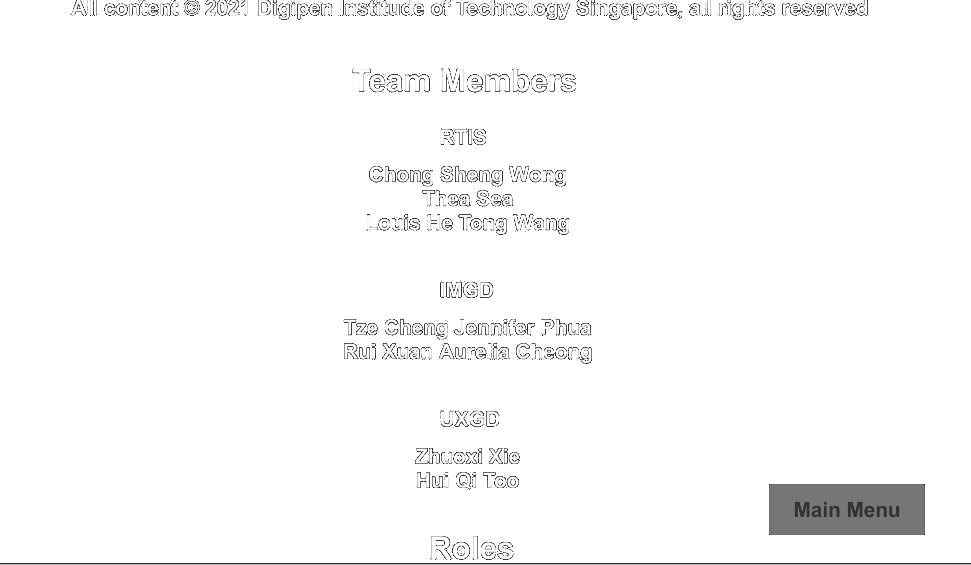 All content © 2021 Digipen Institude of Technology Singapore, all rights reserved
Team Members
RTIS
Chong Sheng Wong
Thea Sea
Louis He Tong Wang
IMGD
Tze Cheng Jennifer Phua
Rui Xuan Aurelia Cheong
UXGD
Zhuoxi Xie
Hui Qi Too
Main Menu
Roles